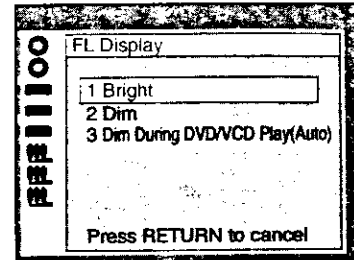 FL Display
1 Bright
2 Dim
3 Dim During DVD/VCD Play(Auto)
Press RETURN to cancel